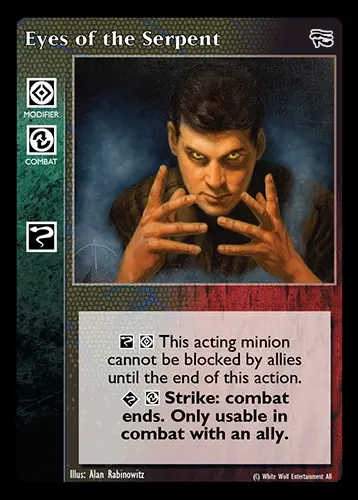 Eyes of the Serpent
MODIFIER
COMBAT
This acting minion
cannot be blocked by allies
until the end of this action.
Strike: combat
ends. Only usable in
combat with an ally.
Illus: Alan Rabinowitz
(C) White Wolf Entertainment AB